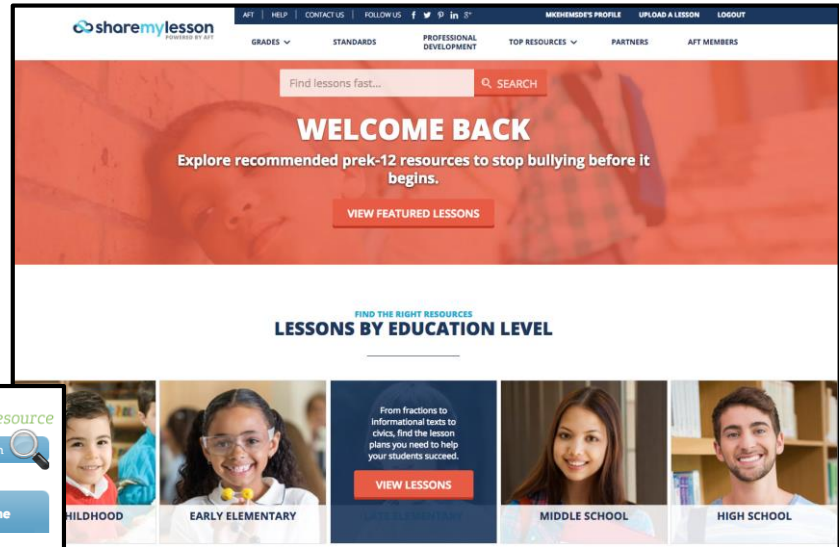 AFT | HELP | CONTACT US | FOLLOW US
MKEHEMSDE'S PROFILE UPLOAD A LESSON LOGOUT
sharemylesson
POWERED BY AFT
GRADES
STANDARDS
PROFESSIONAL
DEVELOPMENT
TOP RESOURCES
PARTNERS
AFT MEMBERS
Find lessons fast...
SEARCH
WELCOME BACK
Explore recommended prek-12 resources to stop bullying before it
begins.
VIEW FEATURED LESSONS
FIND THE RIGHT RESOURCES
LESSONS BY EDUCATION LEVEL
From fractions to
informational texts to
civics, find the lesson
plans you need to help
your students succeed.
VIEW LESSONS
EARLY ELEMENTARY
LATE ELEMENTARY
MIDDLE SCHOOL
HIGH SCHOOL